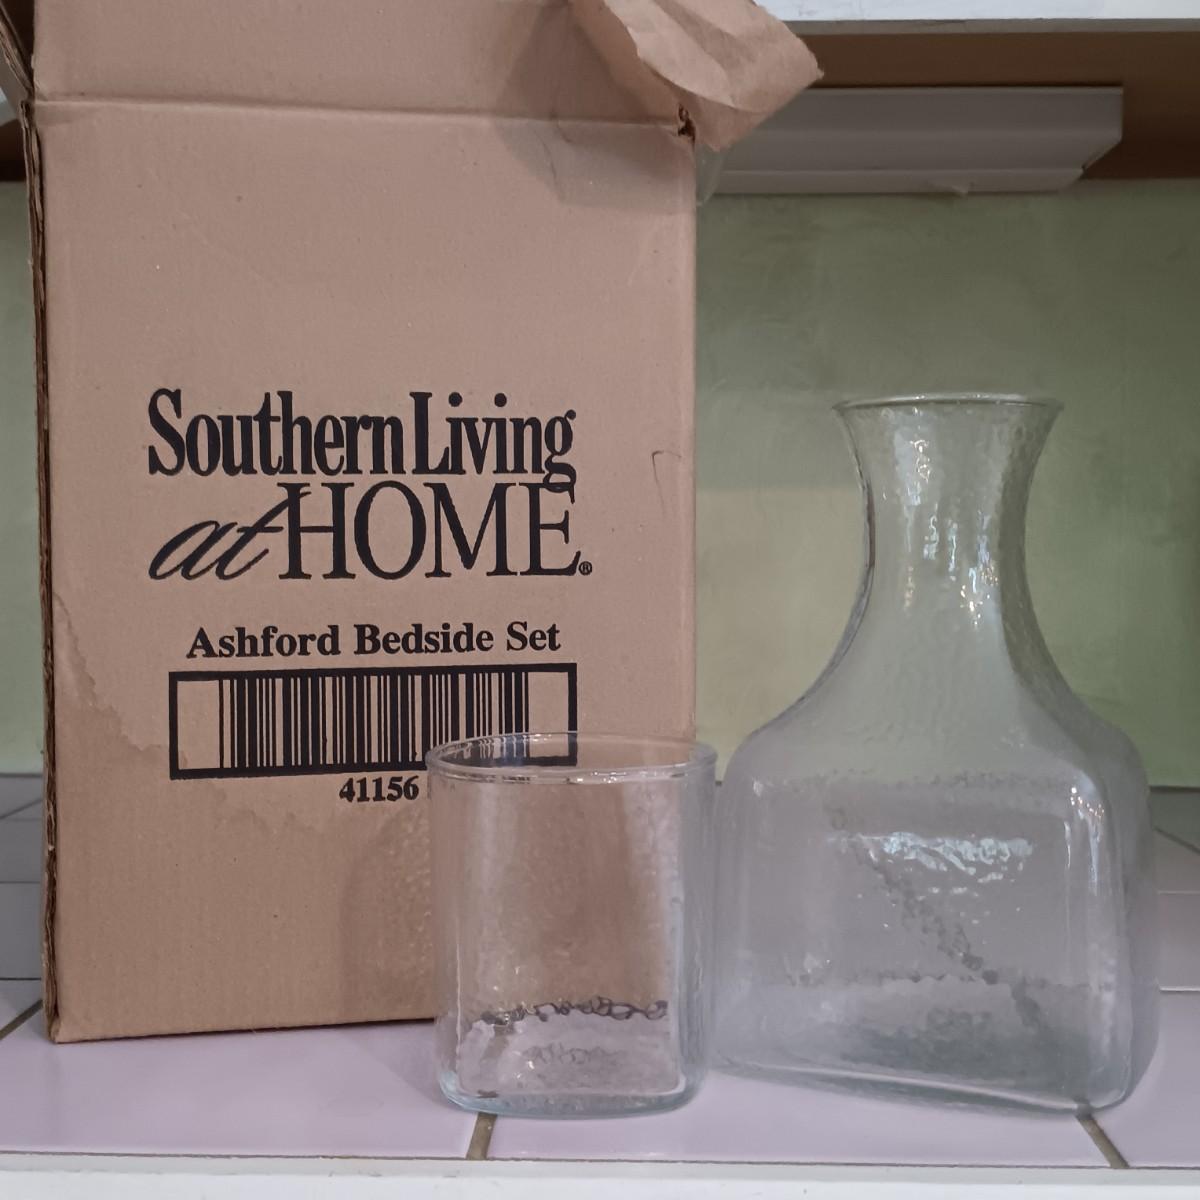 Southern Living
at HOME®
Ashford Bedside Set
41156